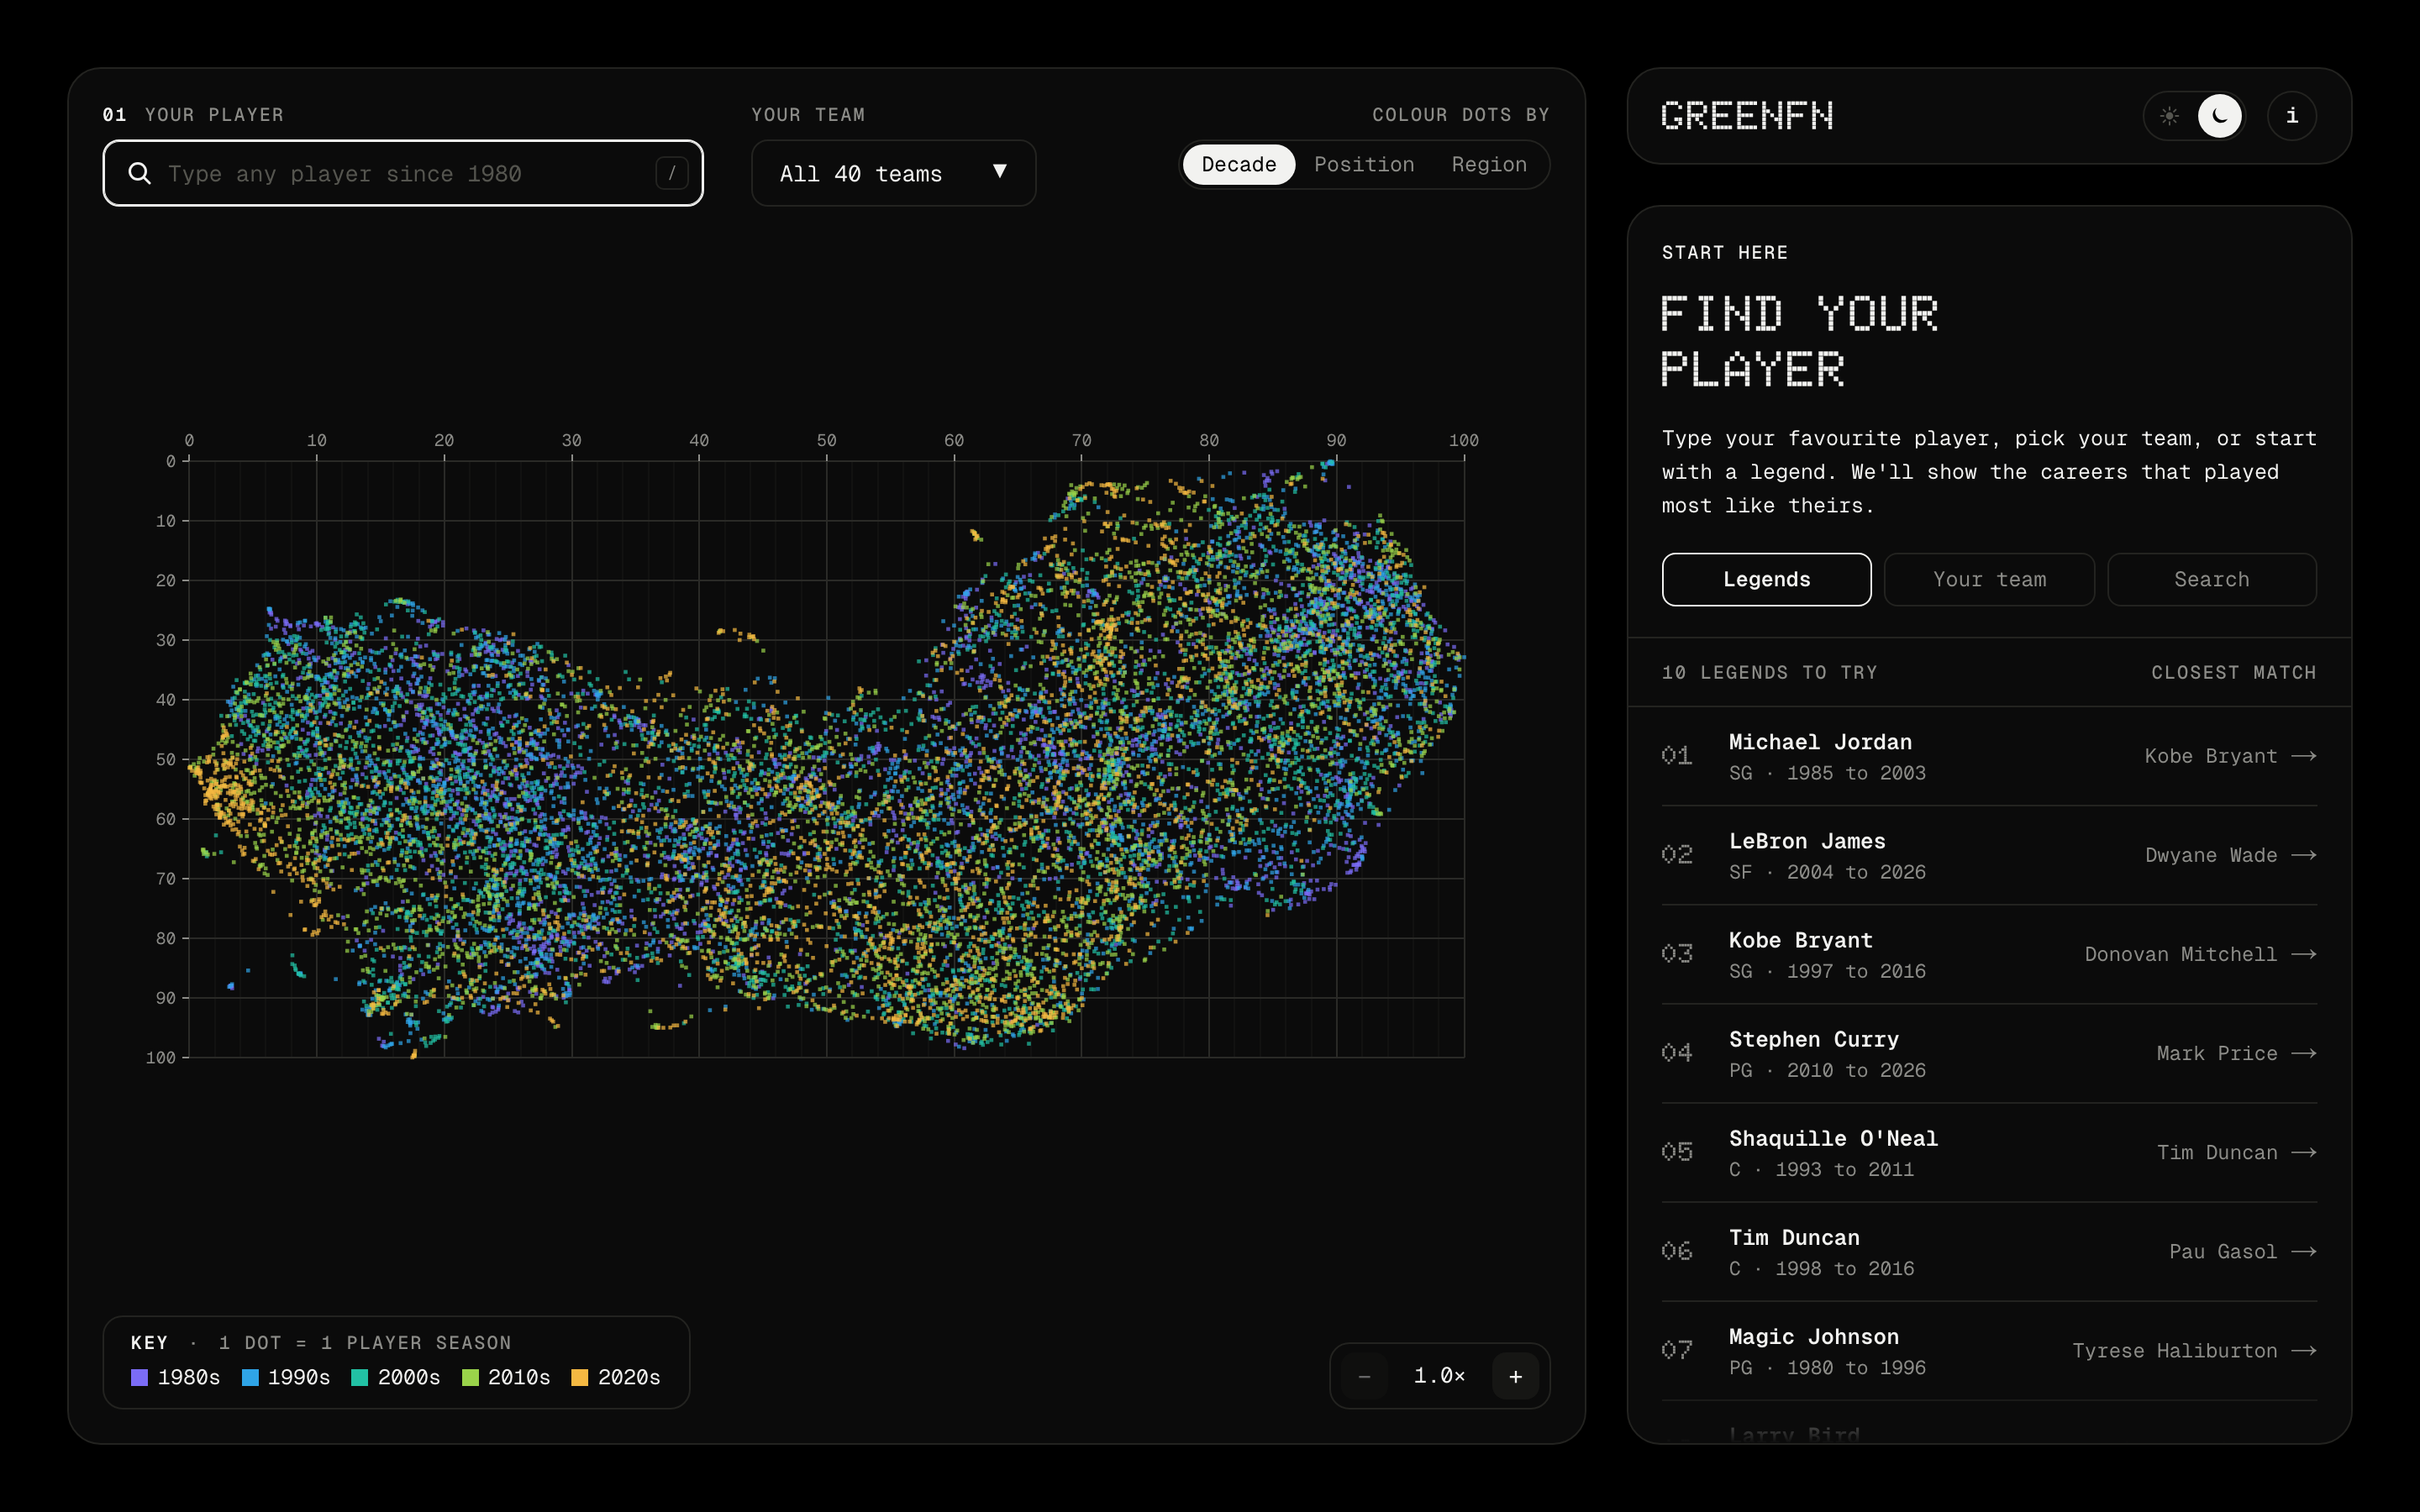 01 YOUR PLAYER
YOUR TEAM
COLOUR DOTS BY
Type any player since 1980 /
All 40 teams ▼
Decade Position Region
0 10 20 30 40 50 60 70 80 90 100
0
10
20
30
40
50
60
70
80
90
100
KEY · 1 DOT = 1 PLAYER SEASON
1980s 1990s 2000s 2010s 2020s
− 1.0× +
GREENFN
i
START HERE
FIND YOUR
PLAYER
Type your favourite player, pick your team, or start
with a legend. We'll show the careers that played
most like theirs.
Legends Your team Search
10 LEGENDS TO TRY CLOSEST MATCH
01 Michael Jordan Kobe Bryant →
SG · 1985 to 2003
02 LeBron James Dwyane Wade →
SF · 2004 to 2026
03 Kobe Bryant Donovan Mitchell →
SG · 1997 to 2016
04 Stephen Curry Mark Price →
PG · 2010 to 2026
05 Shaquille O'Neal Tim Duncan →
C · 1993 to 2011
06 Tim Duncan Pau Gasol →
C · 1998 to 2016
07 Magic Johnson Tyrese Haliburton →
PG · 1980 to 1996
Larry Bird